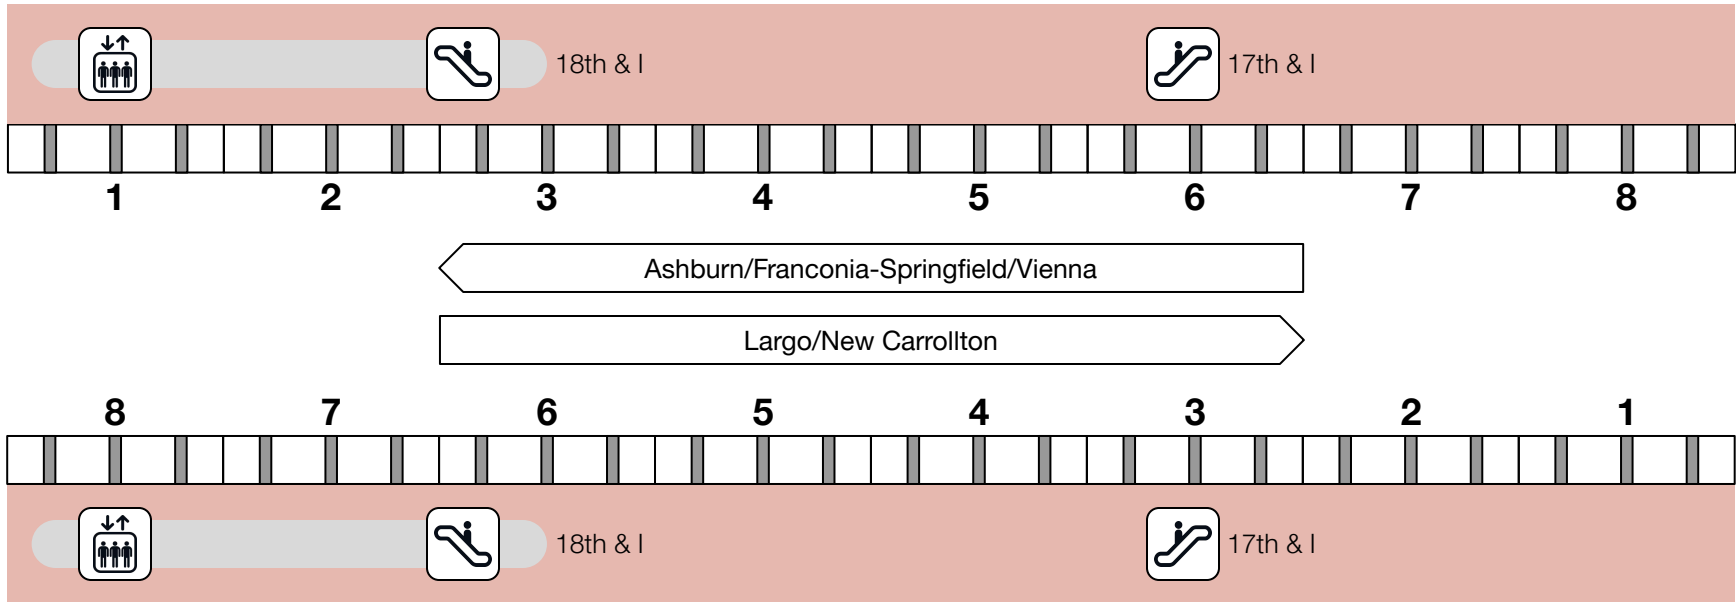 18th & I 17th & I
1 2 3 4 5 6 7 8
Ashburn/Franconia-Springfield/Vienna
Largo/New Carrollton
8 7 6 5 4 3 2 1
18th & I 17th & I